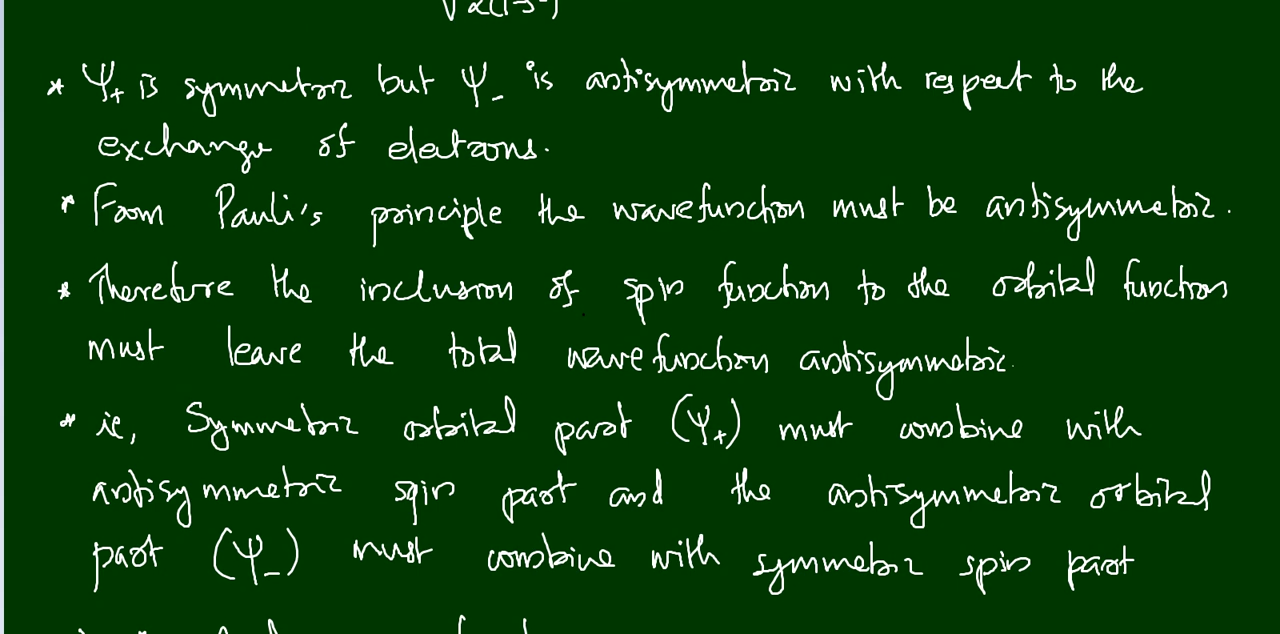 * Ψ₊ is symmetric but Ψ₋ is antisymmetric with respect to the
exchange of electrons.
* From Pauli's principle the wavefunction must be antisymmetric.
* Therefore the inclusion of spin function to the orbital function
must leave the total wavefunction antisymmetric.
* ie, Symmetric orbital part (Ψ₊) must combine with
antisymmetric spin part and the antisymmetric orbital
part (Ψ₋) must combine with symmetric spin part